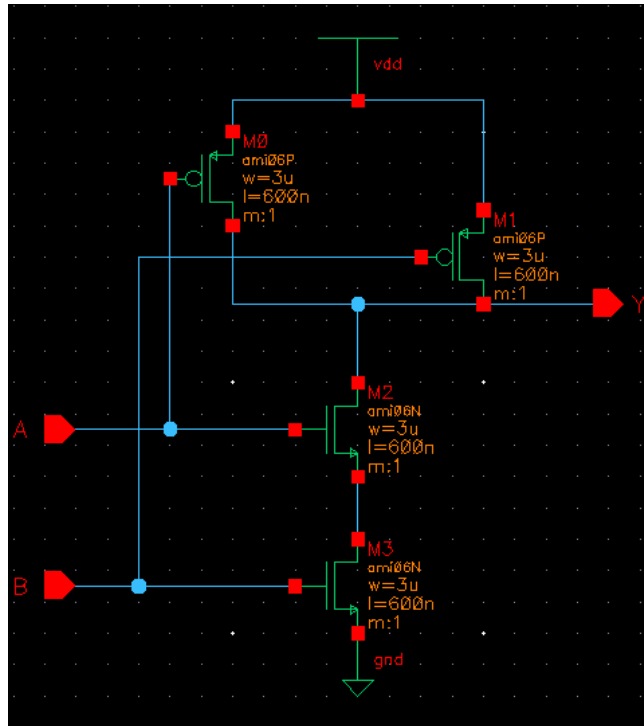 vdd
M0
ami06P
w=3u
l=600n
m:1
M1
ami06P
w=3u
l=600n
m:1
Y
M2
ami06N
w=3u
l=600n
m:1
A
M3
ami06N
w=3u
l=600n
m:1
B
gnd